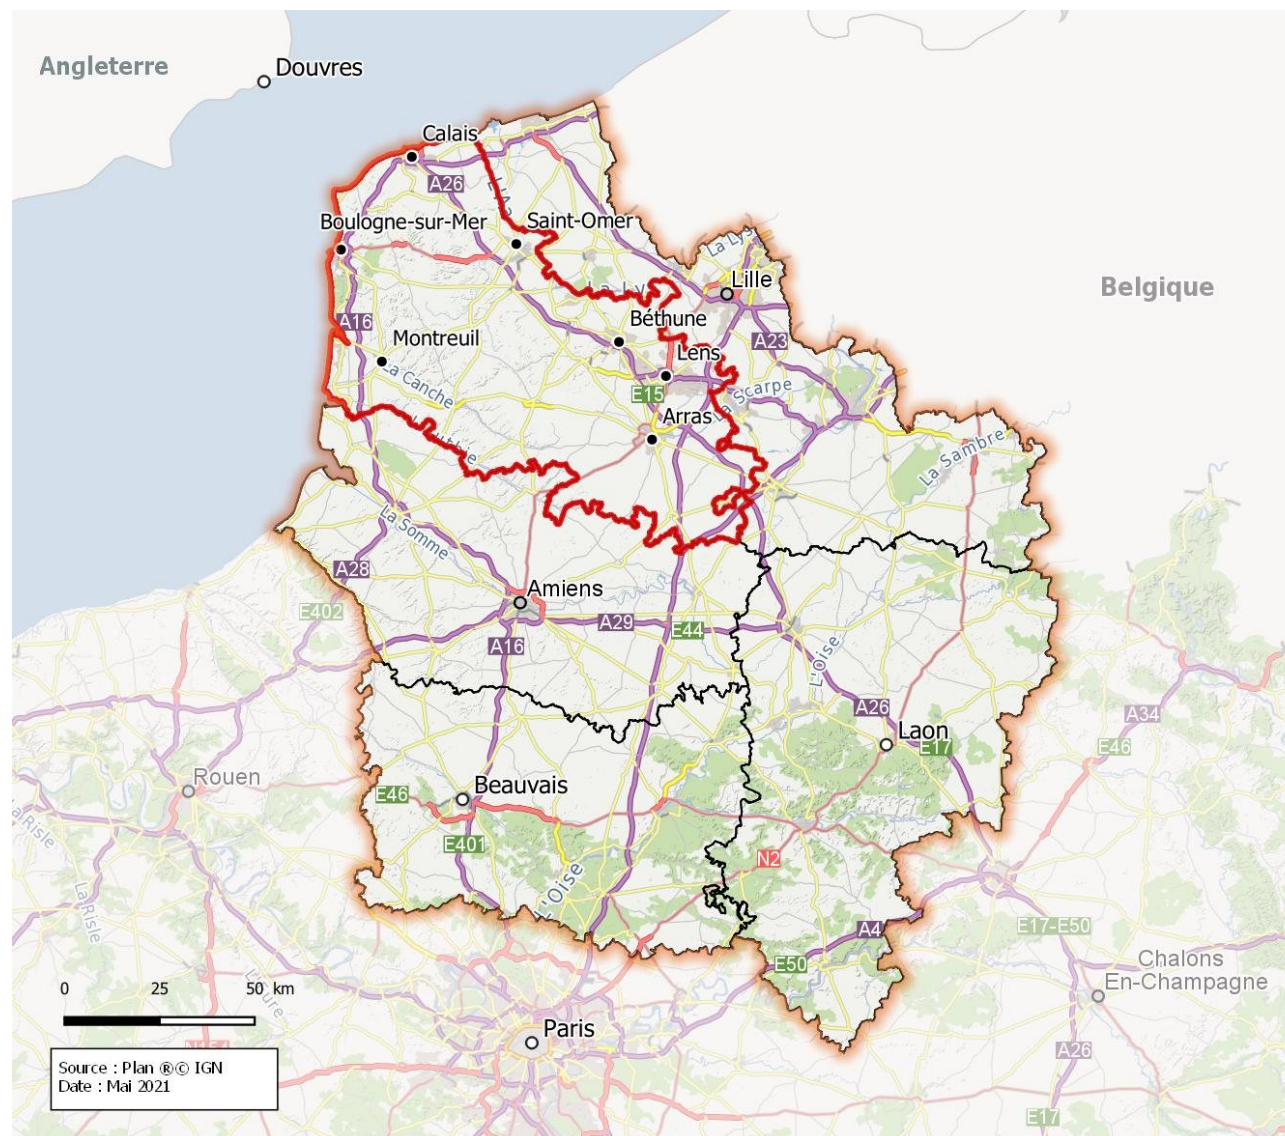 Angleterre
Douvres
Calais
A26
L'Aa
Boulogne-sur-Mer
Saint-Omer
La Lys
La Lys
Lille
Belgique
A16
Béthune
A23
Montreuil
Lens
La Canche
E15
La Scarpe
Arras
La Sambre
La Somme
A28
Amiens
E402
A29
E44
A16
L'Oise
A26
A34
Laon
E17
E46
Rouen
Beauvais
E46
La Risle
E401
N2
La Risle
L'Oise
A4
E17-E50
E50
Chalons
En-Champagne
0 25 50 km
Paris
A26
Source : Plan ®© IGN
Date : Mai 2021
E17